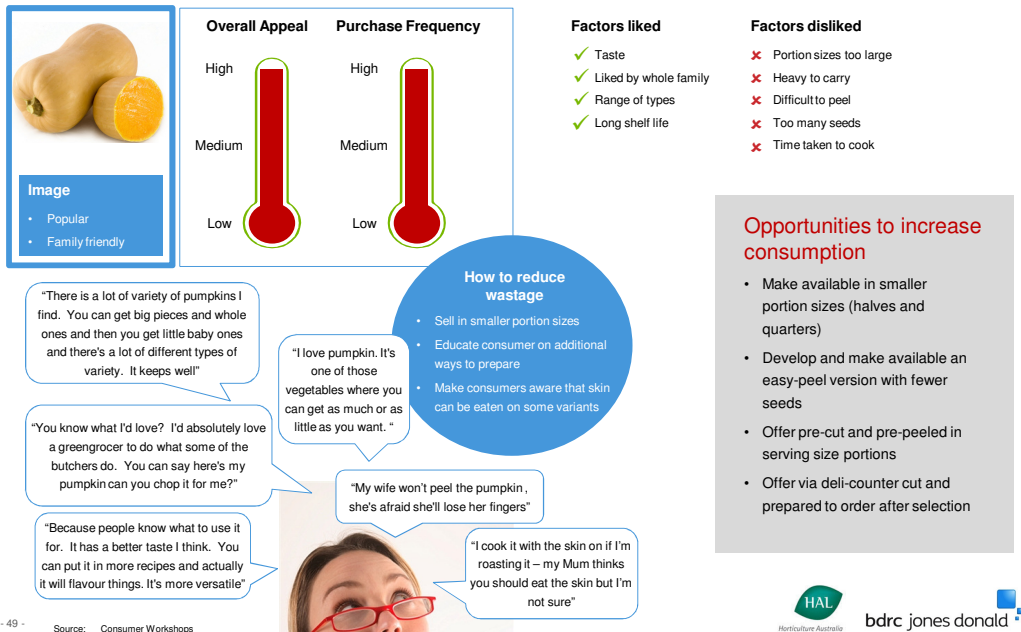 Overall Appeal
Purchase Frequency
High
Medium
Low
High
Medium
Low
Image
• Popular
• Family friendly
Factors liked
✓ Taste
✓ Liked by whole family
✓ Range of types
✓ Long shelf life
Factors disliked
✘ Portion sizes too large
✘ Heavy to carry
✘ Difficult to peel
✘ Too many seeds
✘ Time taken to cook
How to reduce
wastage
• Sell in smaller portion sizes
• Educate consumer on additional
ways to prepare
• Make consumers aware that skin
can be eaten on some variants
Opportunities to increase
consumption
• Make available in smaller
portion sizes (halves and
quarters)
• Develop and make available an
easy-peel version with fewer
seeds
• Offer pre-cut and pre-peeled in
serving size portions
• Offer via deli-counter cut and
prepared to order after selection
“There is a lot of variety of pumpkins I
find. You can get big pieces and whole
ones and then you get little baby ones
and there's a lot of different types of
variety. It keeps well”
“I love pumpkin. It's
one of those
vegetables where you
can get as much or as
little as you want. “
“You know what I'd love? I'd absolutely love
a greengrocer to do what some of the
butchers do. You can say here's my
pumpkin can you chop it for me?”
“My wife won’t peel the pumpkin ,
she's afraid she'll lose her fingers”
“Because people know what to use it
for. It has a better taste I think. You
can put it in more recipes and actually
it will flavour things. It's more versatile”
“I cook it with the skin on if I’m
roasting it – my Mum thinks
you should eat the skin but I’m
not sure”
- 49 -
Source: Consumer Workshops
HAL
Horticulture Australia
bdrc jones donald